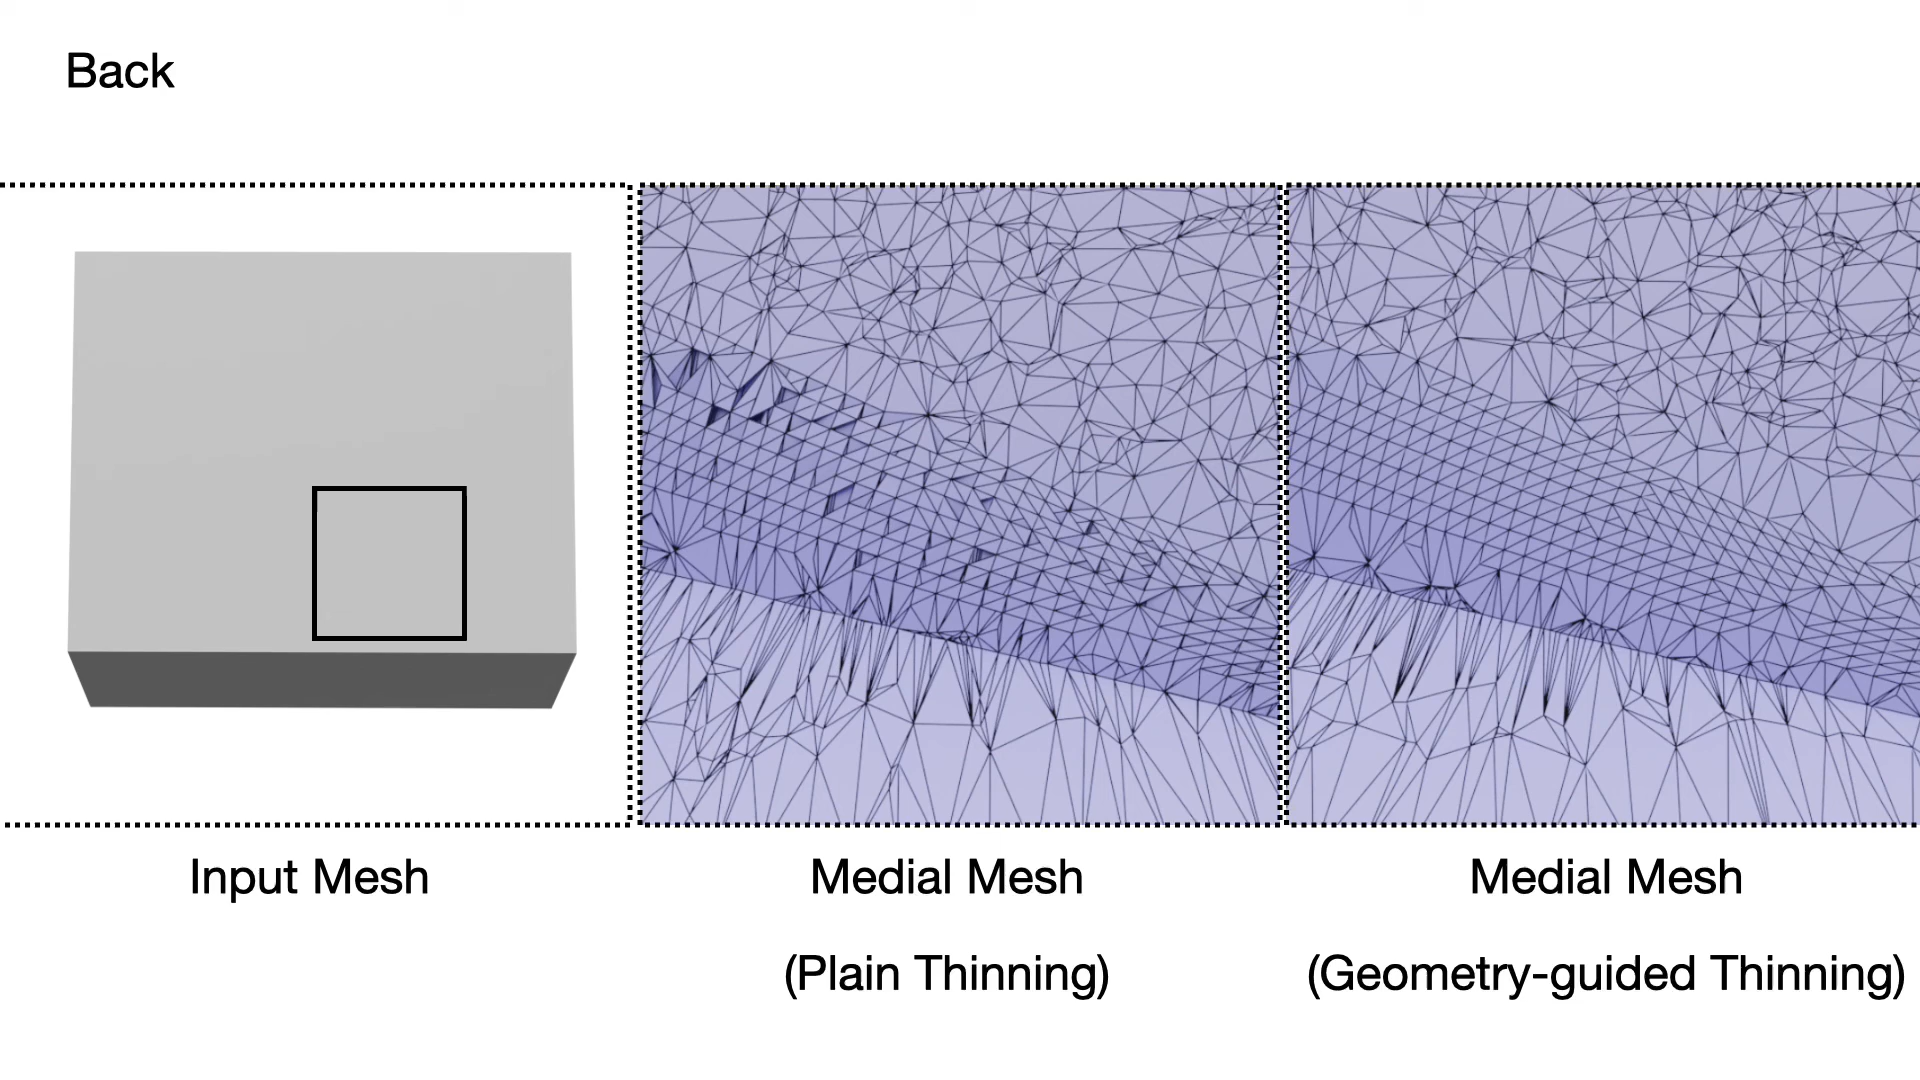 Back
Input Mesh
Medial Mesh
(Plain Thinning)
Medial Mesh
(Geometry-guided Thinning)